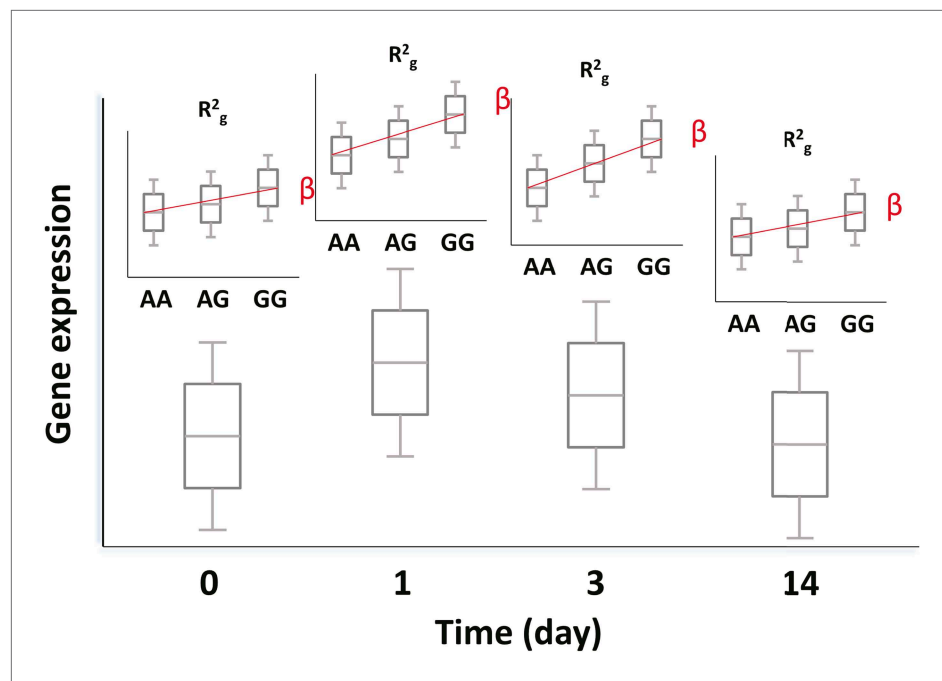 R²g
R²g
R²g
R²g
β
β
β
β
AA AG GG
AA AG GG
AA AG GG
AA AG GG
Gene expression
0 1 3 14
Time (day)